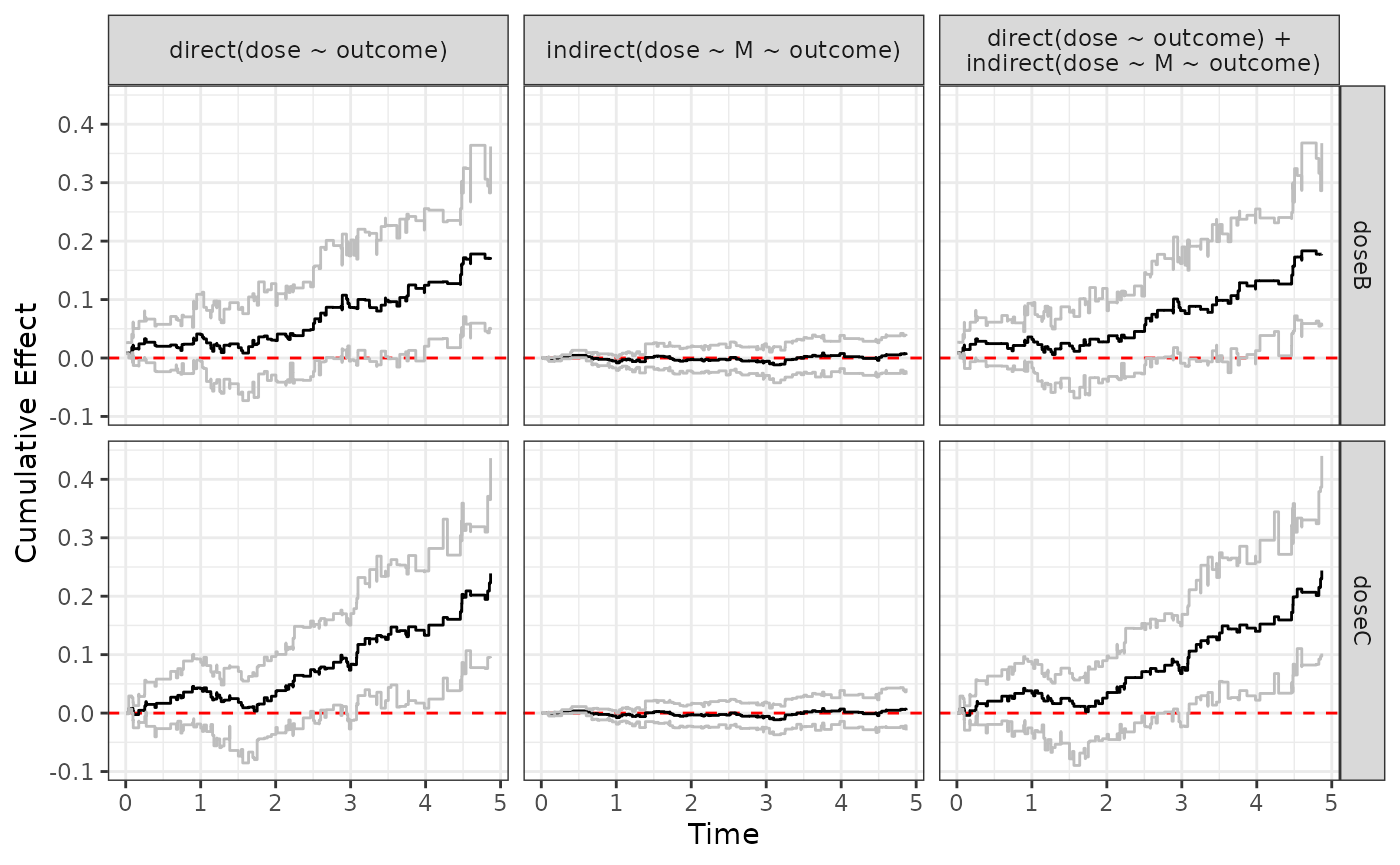 direct(dose ~ outcome)
indirect(dose ~ M ~ outcome)
direct(dose ~ outcome) +
indirect(dose ~ M ~ outcome)
Cumulative Effect
0.4
0.3
0.2
0.1
0.0
-0.1
doseB
0.4
0.3
0.2
0.1
0.0
-0.1
doseC
0 1 2 3 4 5
0 1 2 3 4 5
0 1 2 3 4 5
Time